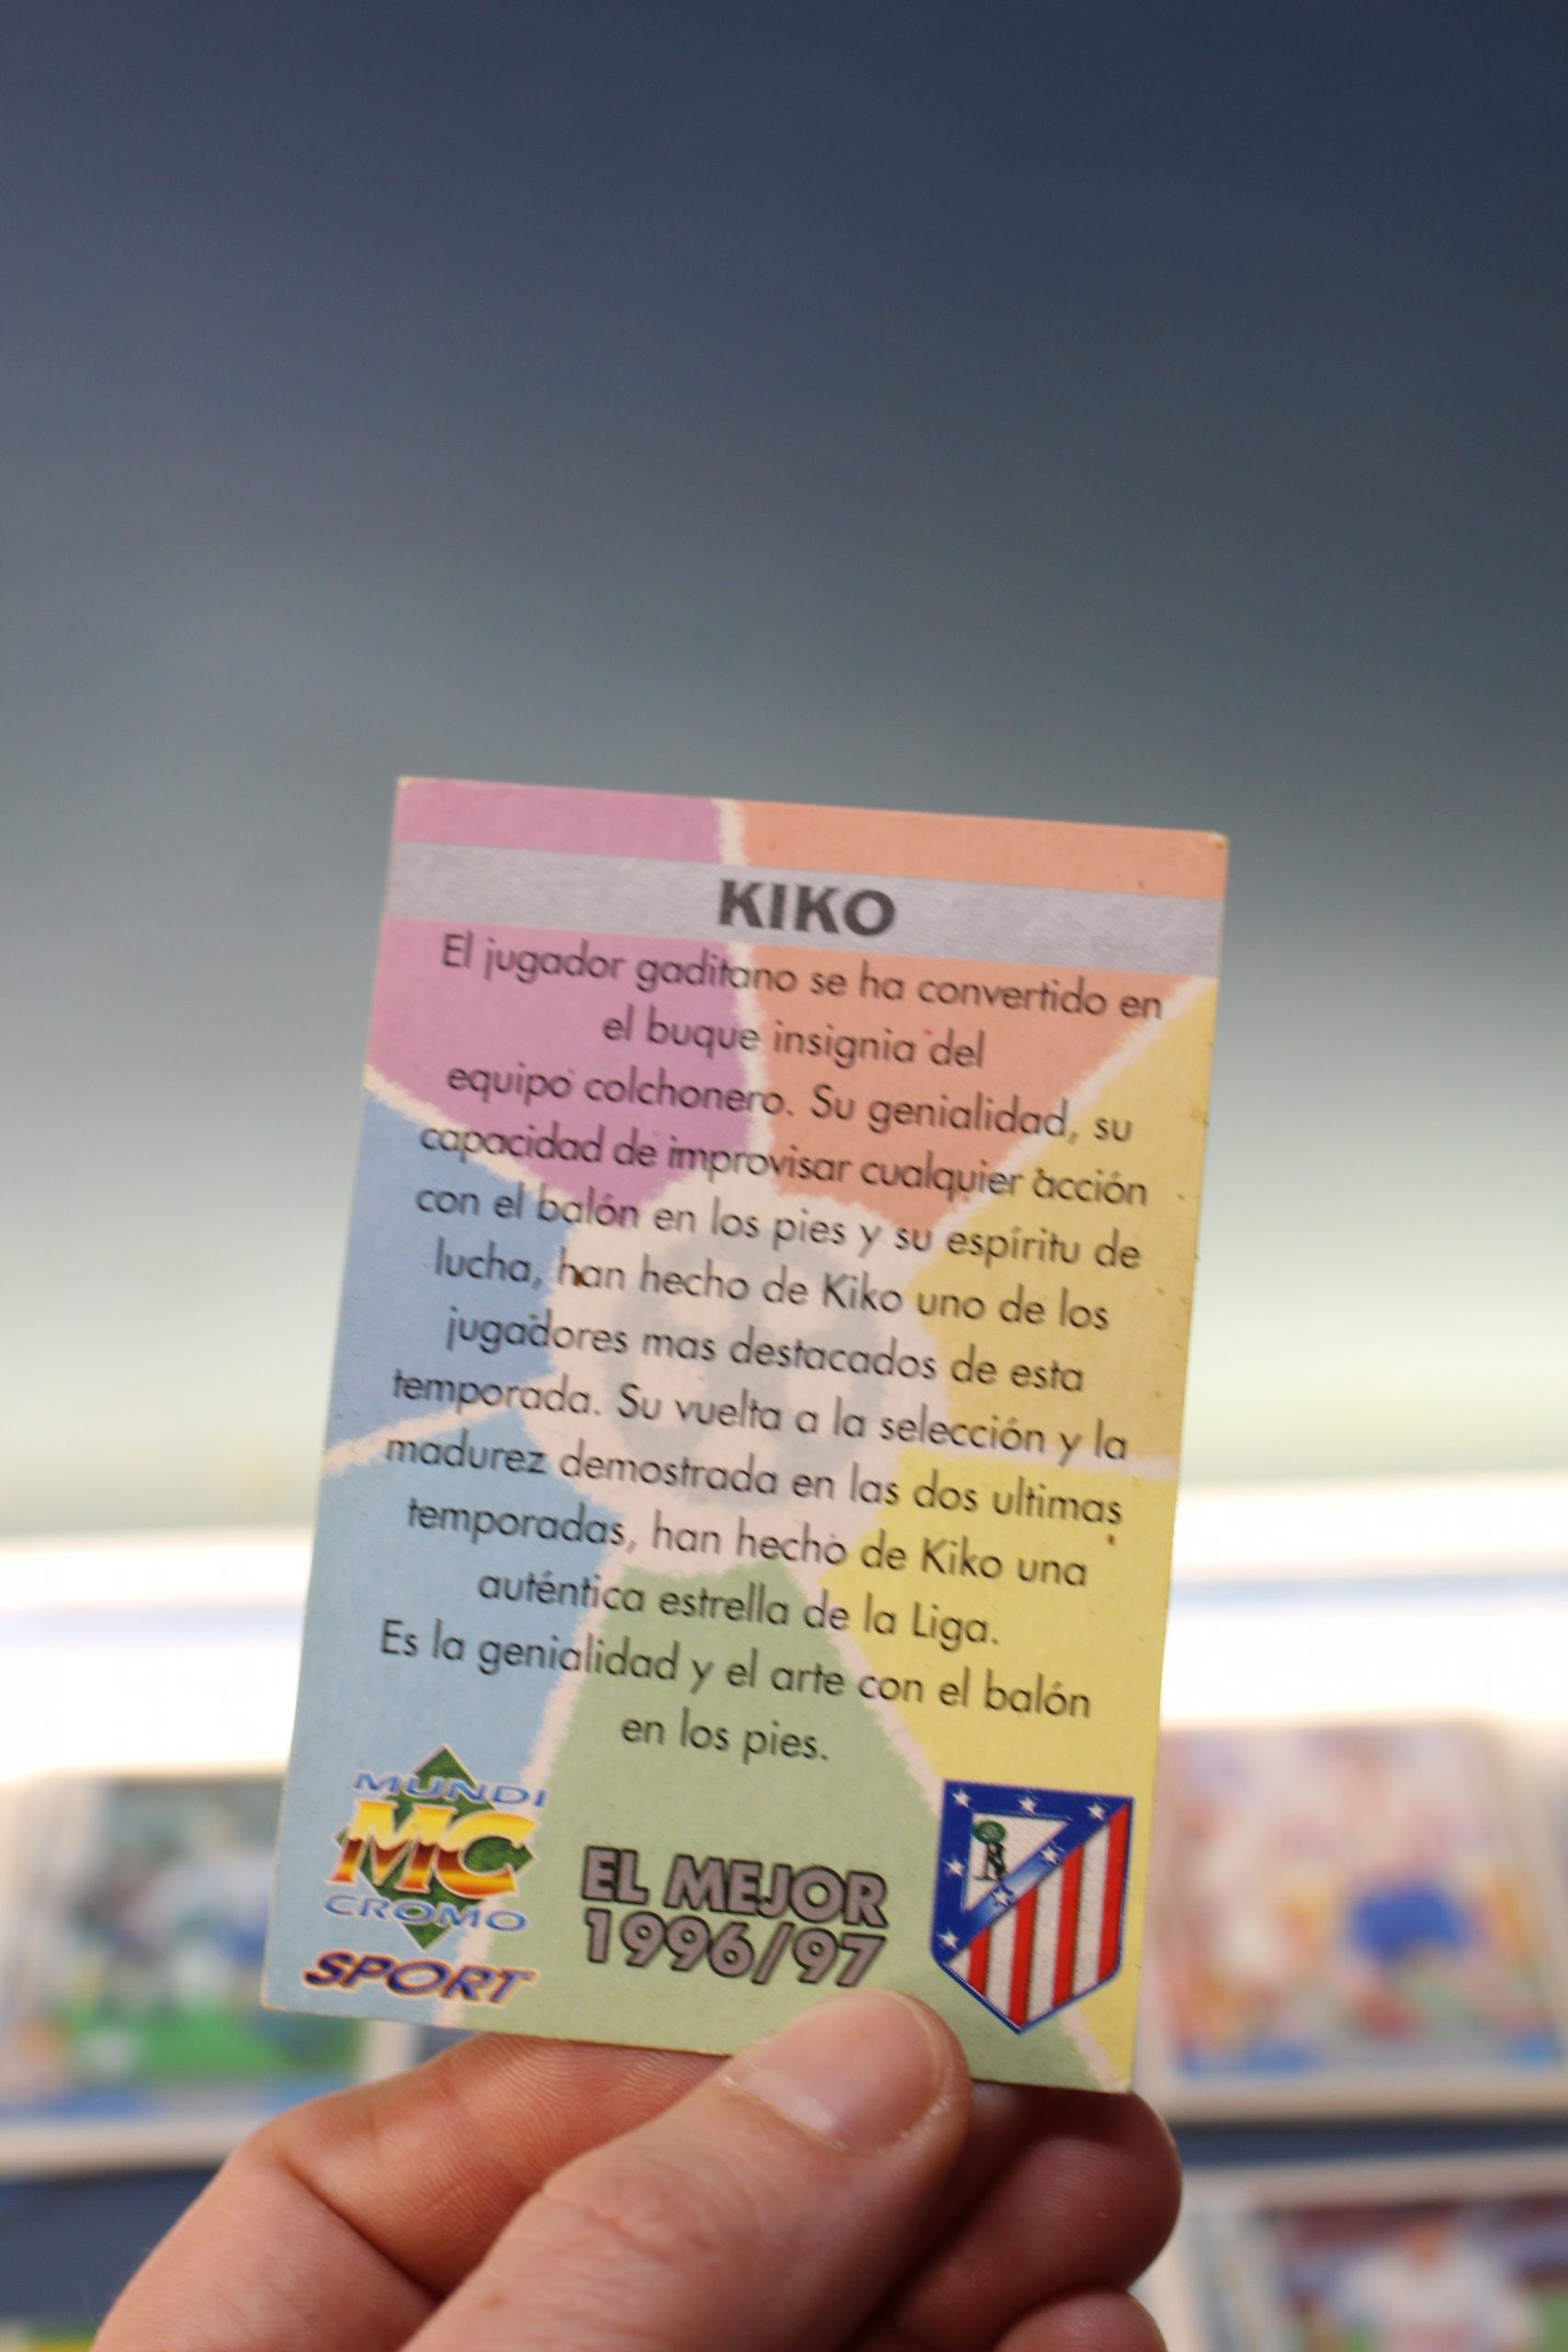 KIKO
El jugador gaditano se ha convertido en
el buque insignia del
equipo colchonero. Su genialidad, su
capacidad de improvisar cualquier acción
con el balón en los pies y su espíritu de
lucha, han hecho de Kiko uno de los
jugadores mas destacados de esta
temporada. Su vuelta a la selección y la
madurez demostrada en las dos ultimas
temporadas, han hecho de Kiko una
auténtica estrella de la Liga.
Es la genialidad y el arte con el balón
en los pies.
MUNDI
MC
CROMO
SPORT
EL MEJOR
1996/97